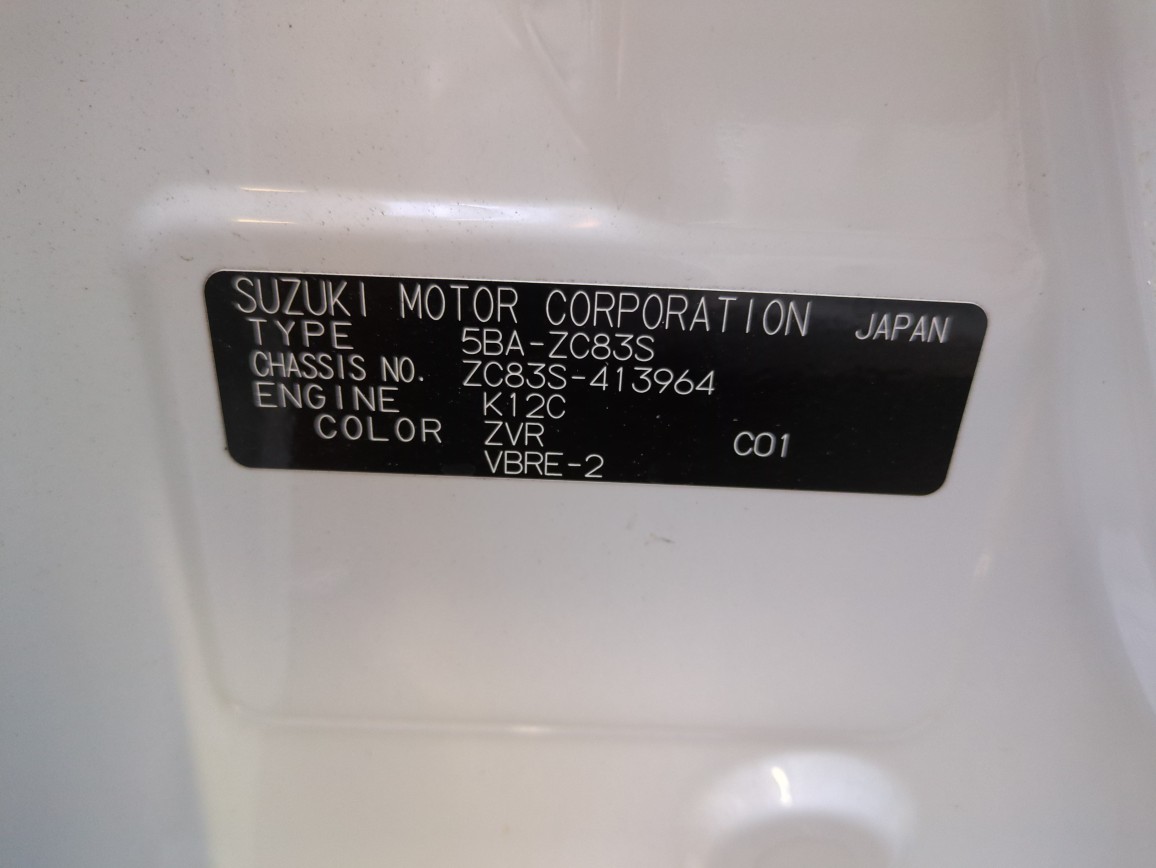 SUZUKI MOTOR CORPORATION JAPAN
TYPE 5BA-ZC83S
CHASSIS NO. ZC83S-413964
ENGINE K12C
COLOR ZVR C01
VBRE-2